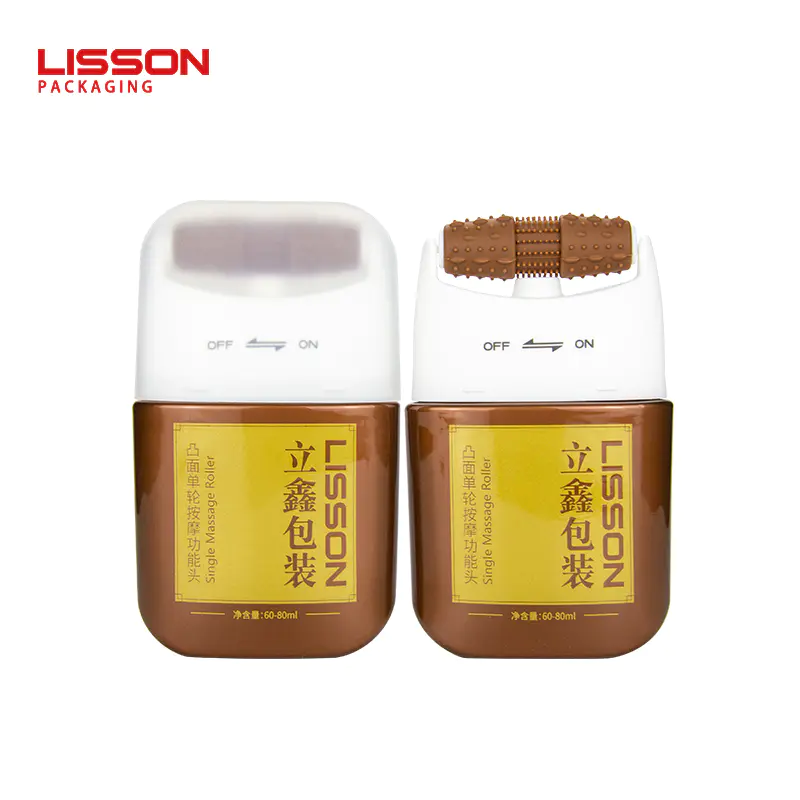 LISSON
PACKAGING
OFF ON
LISSON
立鑫包装
Single Massage Roller
凸面单轮按摩功能头
净含量:60-80ml
OFF ON
LISSON
立鑫包装
Single Massage Roller
凸面单轮按摩功能头
净含量:60-80ml